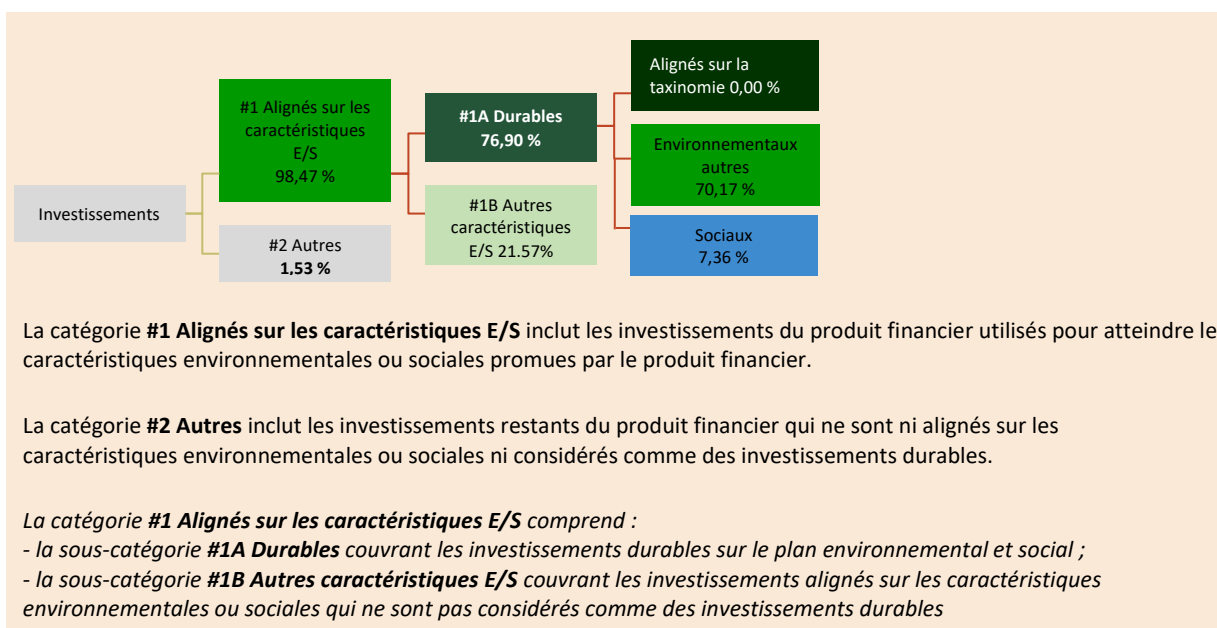 Investissements
#1 Alignés sur les
caractéristiques
E/S
98,47 %
#2 Autres
1,53 %
#1A Durables
76,90 %
#1B Autres
caractéristiques
E/S 21.57%
Alignés sur la
taxinomie 0,00 %
Environnementaux
autres
70,17 %
Sociaux
7,36 %
La catégorie #1 Alignés sur les caractéristiques E/S inclut les investissements du produit financier utilisés pour atteindre le
caractéristiques environnementales ou sociales promues par le produit financier.
La catégorie #2 Autres inclut les investissements restants du produit financier qui ne sont ni alignés sur les
caractéristiques environnementales ou sociales ni considérés comme des investissements durables.
La catégorie #1 Alignés sur les caractéristiques E/S comprend :
- la sous-catégorie #1A Durables couvrant les investissements durables sur le plan environnemental et social ;
- la sous-catégorie #1B Autres caractéristiques E/S couvrant les investissements alignés sur les caractéristiques
environnementales ou sociales qui ne sont pas considérés comme des investissements durables